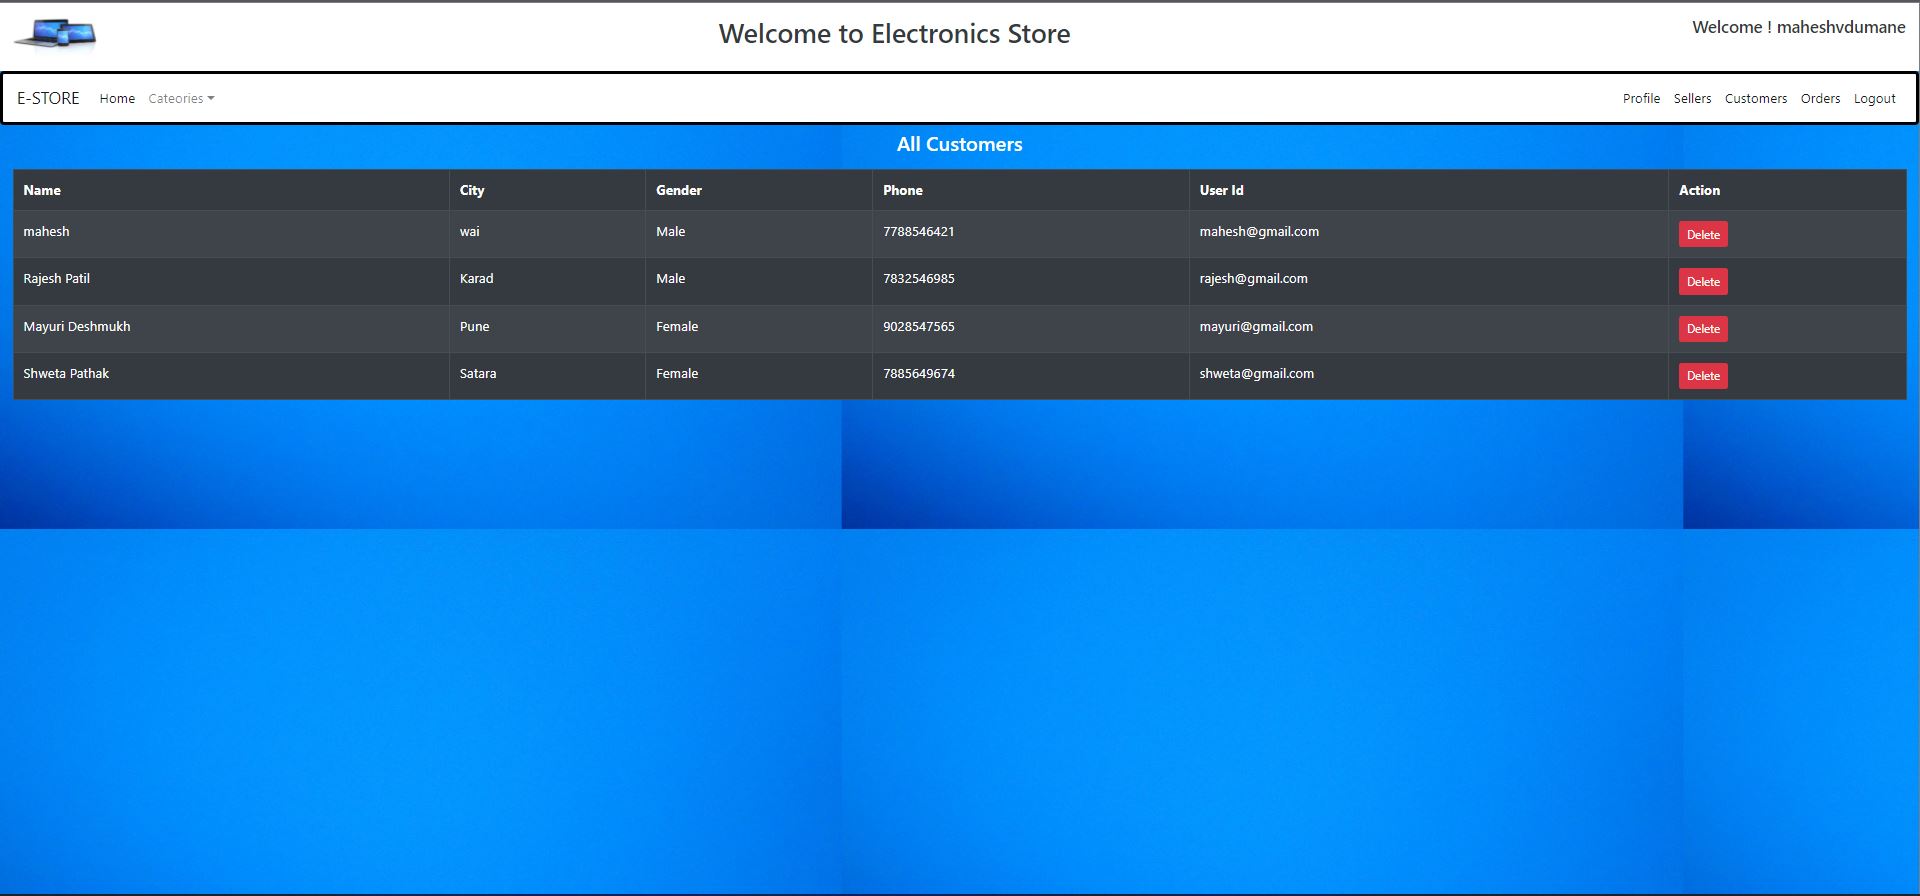 Welcome to Electronics Store
Welcome ! maheshvdumane
E-STORE Home Cateories Profile Sellers Customers Orders Logout
All Customers
Name City Gender Phone User Id Action
mahesh wai Male 7788546421 mahesh@gmail.com Delete
Rajesh Patil Karad Male 7832546985 rajesh@gmail.com Delete
Mayuri Deshmukh Pune Female 9028547565 mayuri@gmail.com Delete
Shweta Pathak Satara Female 7885649674 shweta@gmail.com Delete